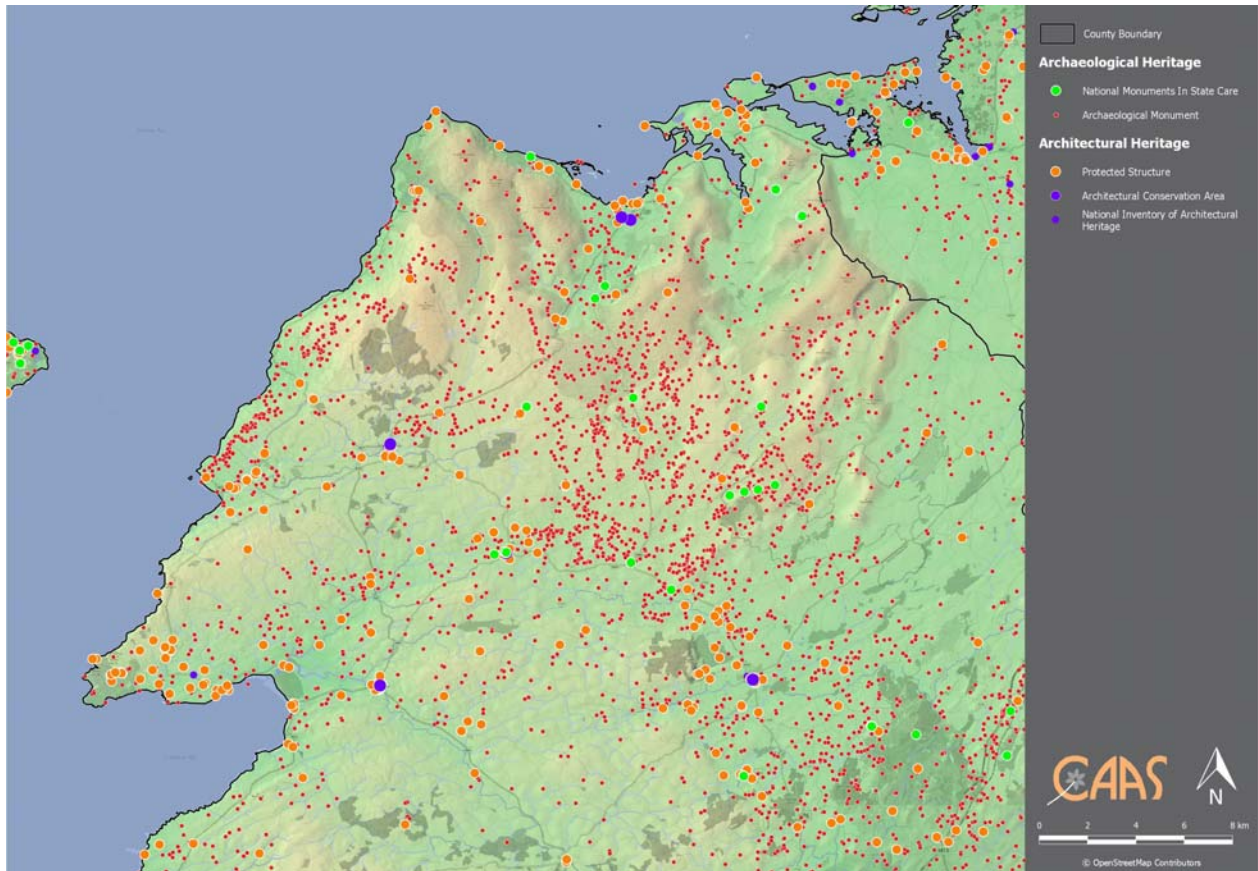 County Boundary
Archaeological Heritage
National Monuments In State Care
Archaeological Monument
Architectural Heritage
Protected Structure
Architectural Conservation Area
National Inventory of Architectural
Heritage
CAAS
N
0 2 4 6 8 km
© OpenStreetMap Contributors